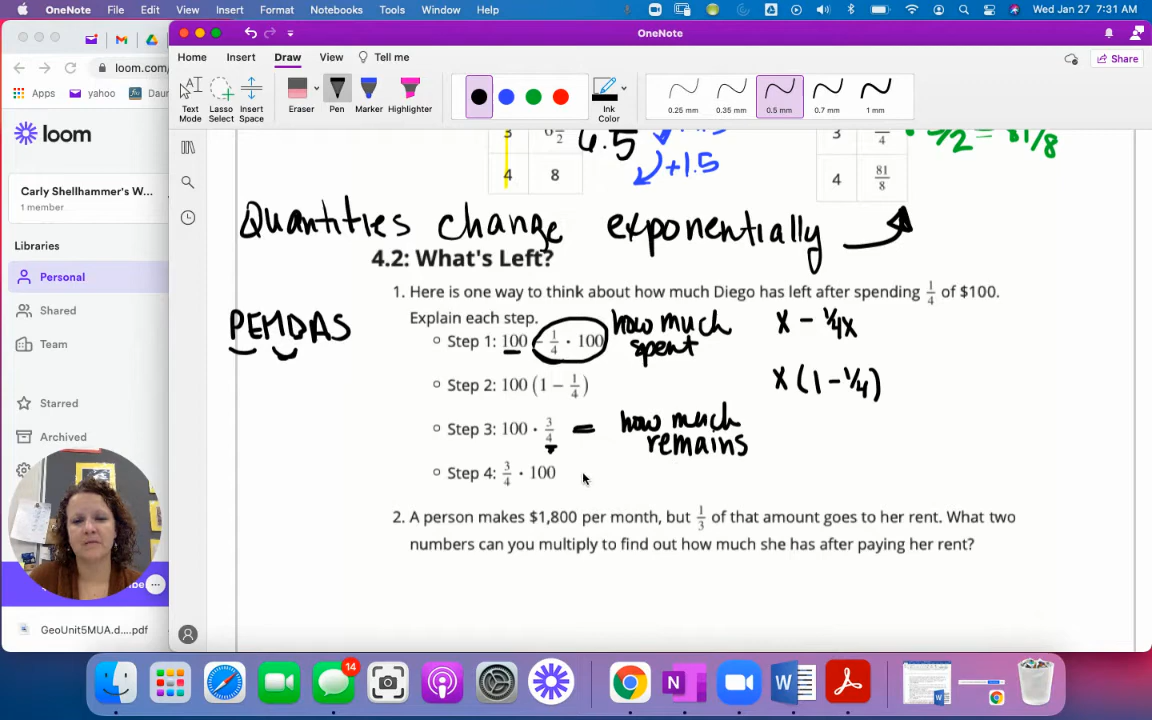 OneNote File Edit View Insert Format Notebooks Tools Window Help Wed Jan 27 7:31 AM
OneNote
Home Insert Draw View Tell me Share
Text Mode
Lasso Select
Insert Space
Eraser
Pen
Marker
Highlighter
Ink Color
0.25 mm
0.35 mm
0.5 mm
0.7 mm
1 mm
loom.com/
Apps yahoo Daun
loom
Carly Shellhammer's W...
1 member
Libraries
Personal
Shared
Team
Starred
Archived
GeoUnit5MUA.d....pdf
3 6 1/2 4.5
+1.5
4 8
3
4 81/8
= 81/8
Quantities change exponentially
4.2: What's Left?
1. Here is one way to think about how much Diego has left after spending 1/4 of $100.
Explain each step.
PEMDAS
Step 1: 100 - 1/4 · 100 how much spent x - 1/4x
Step 2: 100 (1 − 1/4) x(1-1/4)
Step 3: 100 · 3/4 = how much remains
Step 4: 3/4 · 100
2. A person makes $1,800 per month, but 1/3 of that amount goes to her rent. What two
numbers can you multiply to find out how much she has after paying her rent?
14